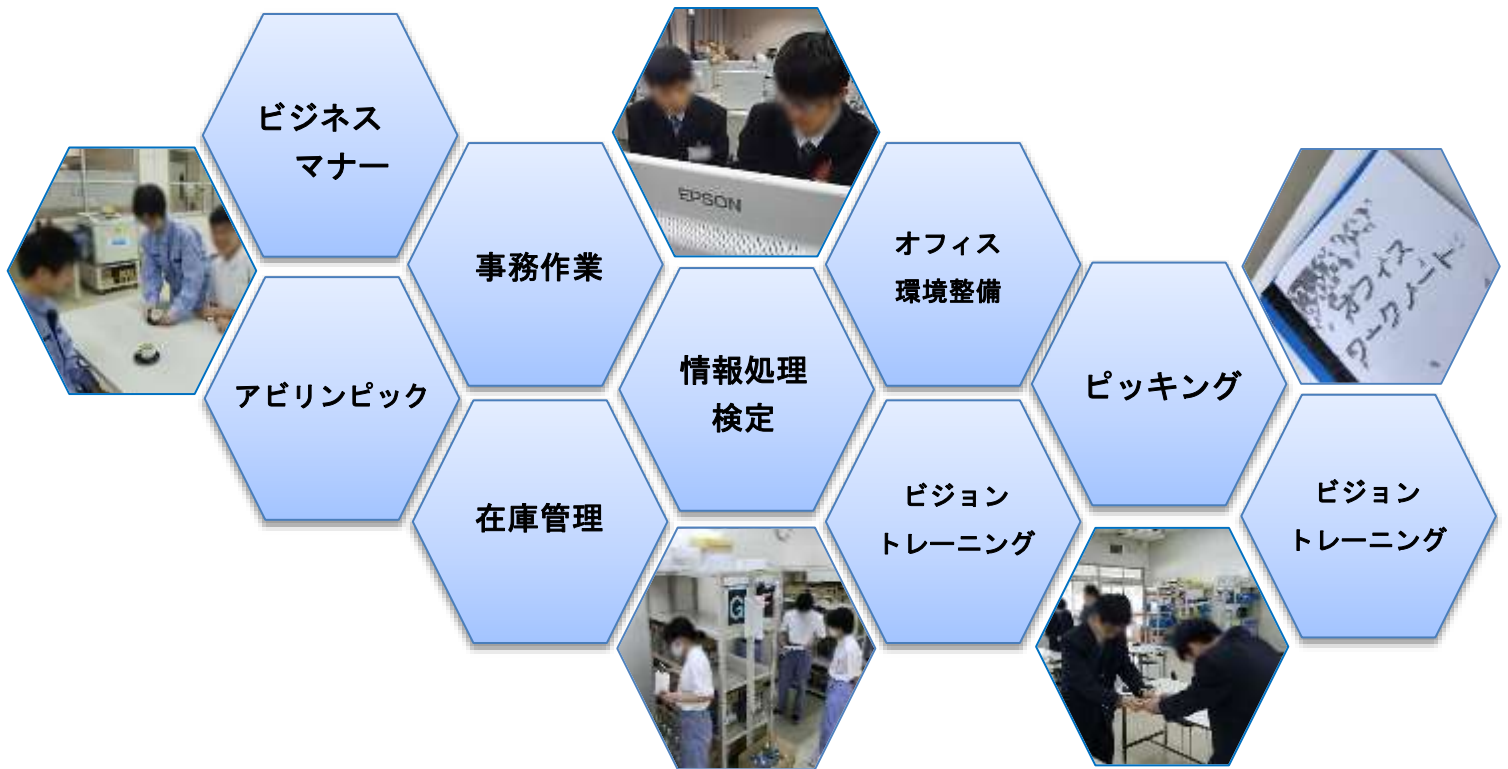 ビジネス
マナー
事務作業
EPSON
オフィス
環境整備
オフィス
ワークノート
アビリンピック
情報処理
検定
ピッキング
在庫管理
ビジョン
トレーニング
ビジョン
トレーニング
G